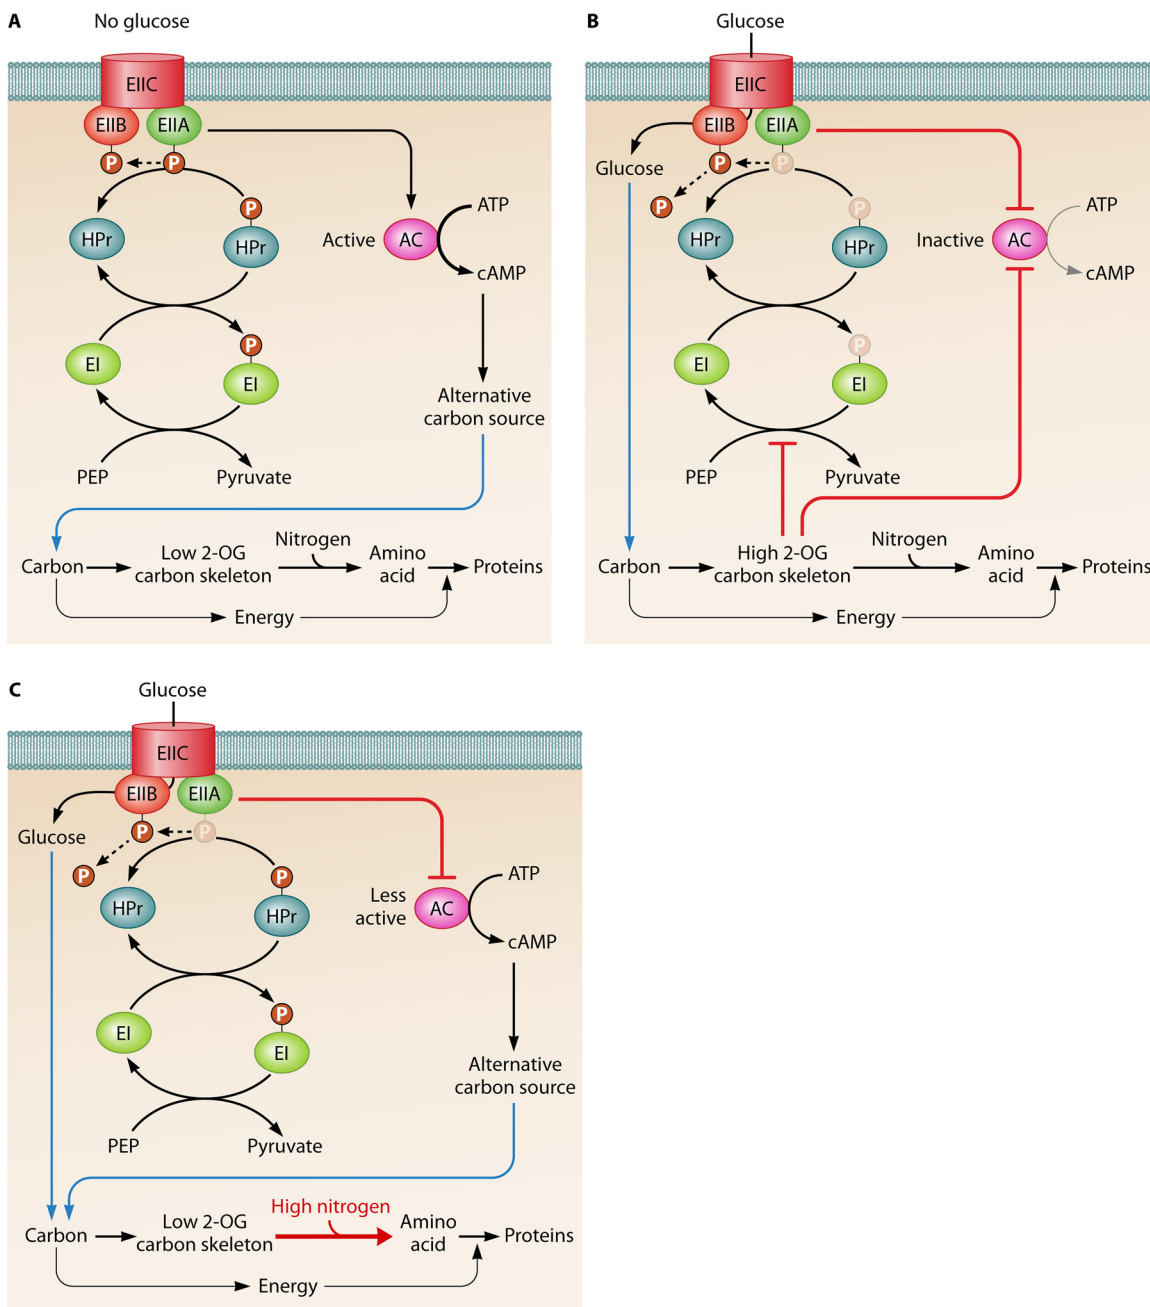 A
No glucose
EIIC
EIIB
EIIA
P
P
P
HPr
HPr
Active
AC
ATP
cAMP
P
EI
EI
Alternative
carbon source
PEP
Pyruvate
Carbon
Low 2-OG
carbon skeleton
Nitrogen
Amino
acid
Proteins
Energy
B
Glucose
EIIC
EIIB
EIIA
Glucose
P
P
P
P
HPr
HPr
Inactive
AC
ATP
cAMP
P
EI
EI
PEP
Pyruvate
Carbon
High 2-OG
carbon skeleton
Nitrogen
Amino
acid
Proteins
Energy
C
Glucose
EIIC
EIIB
EIIA
Glucose
P
P
P
P
HPr
HPr
Less
active
AC
ATP
cAMP
P
EI
EI
Alternative
carbon source
PEP
Pyruvate
Carbon
Low 2-OG
carbon skeleton
High nitrogen
Amino
acid
Proteins
Energy